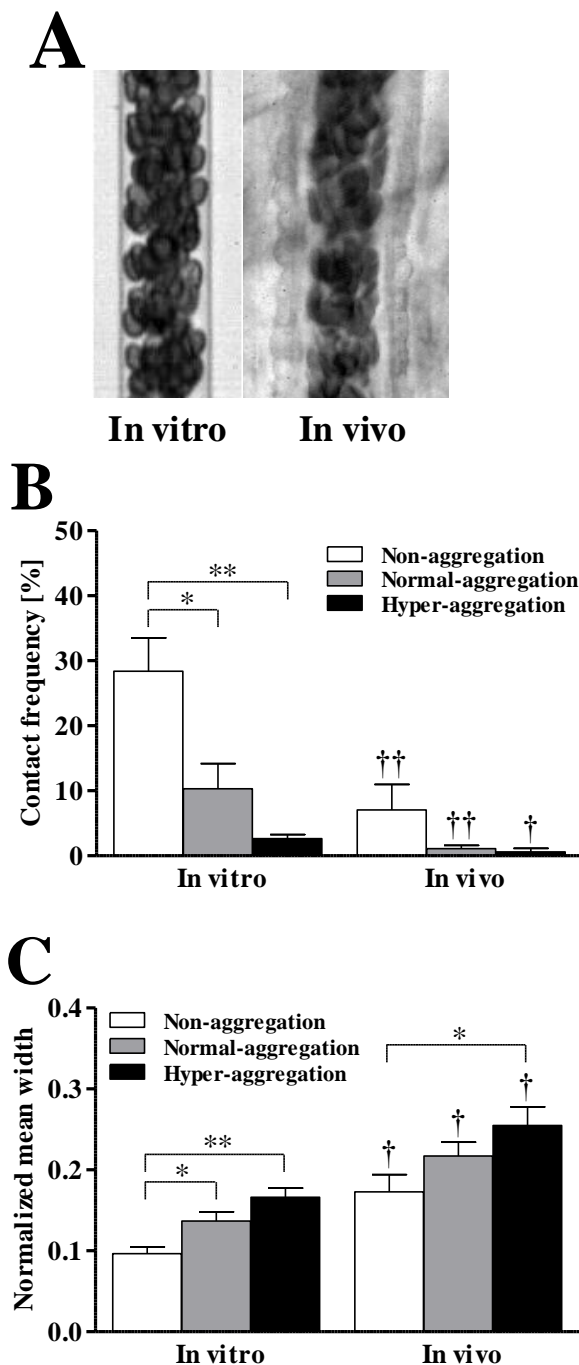 A
In vitro
In vivo
B
Contact frequency [%]
50
40
30
20
10
0
Non-aggregation
Normal-aggregation
Hyper-aggregation
**
*
††
††
†
In vitro
In vivo
C
Normalized mean width
0.4
0.3
0.2
0.1
0.0
Non-aggregation
Normal-aggregation
Hyper-aggregation
*
**
*
†
†
†
In vitro
In vivo